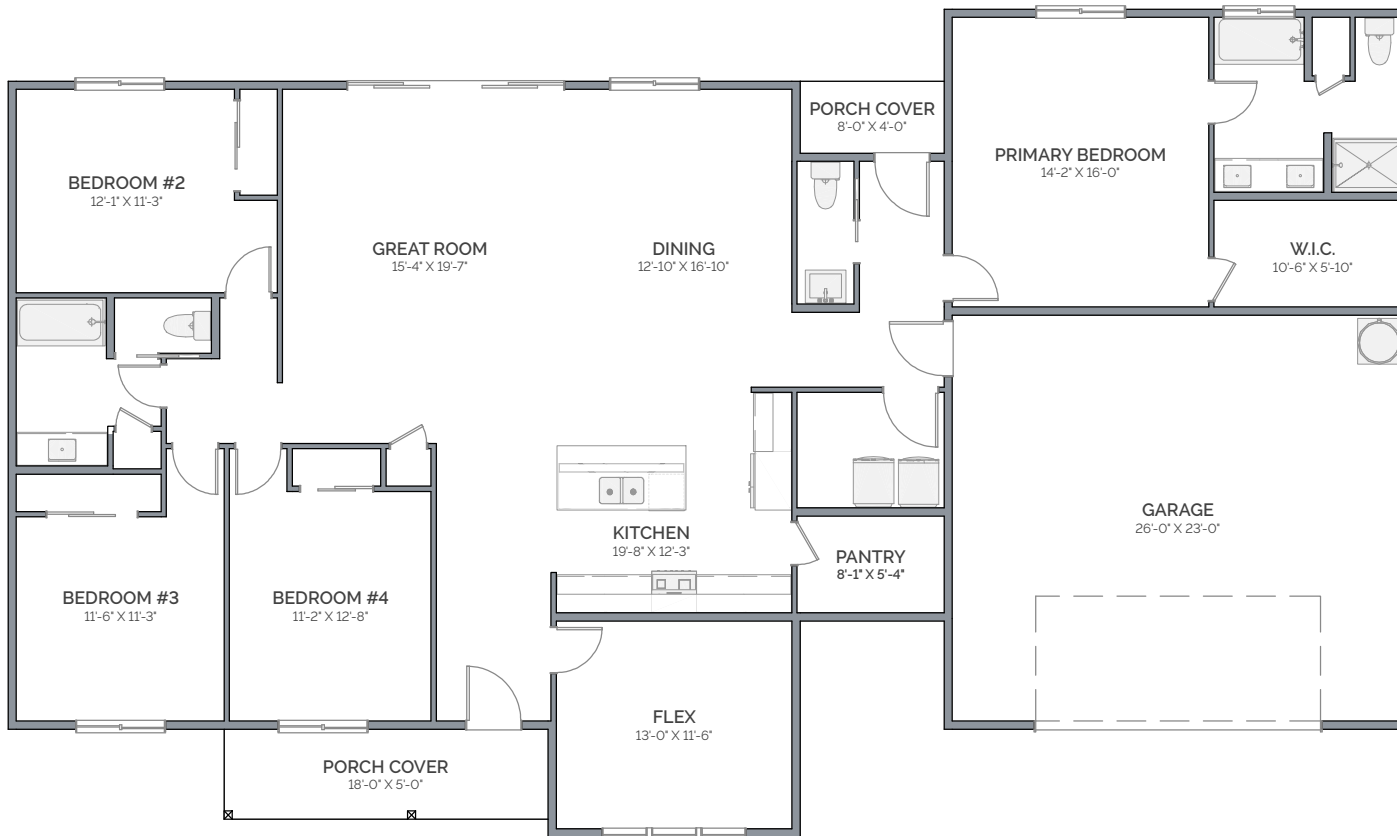 PORCH COVER
8'-0" X 4'-0"
PRIMARY BEDROOM
14'-2" X 16'-0"
BEDROOM #2
12'-1" X 11'-3"
GREAT ROOM
15'-4" X 19'-7"
DINING
12'-10" X 16'-10"
W.I.C.
10'-6" X 5'-10"
GARAGE
26'-0" X 23'-0"
KITCHEN
19'-8" X 12'-3"
PANTRY
8'-1" X 5'-4"
BEDROOM #3
11'-6" X 11'-3"
BEDROOM #4
11'-2" X 12'-8"
FLEX
13'-0" X 11'-6"
PORCH COVER
18'-0" X 5'-0"